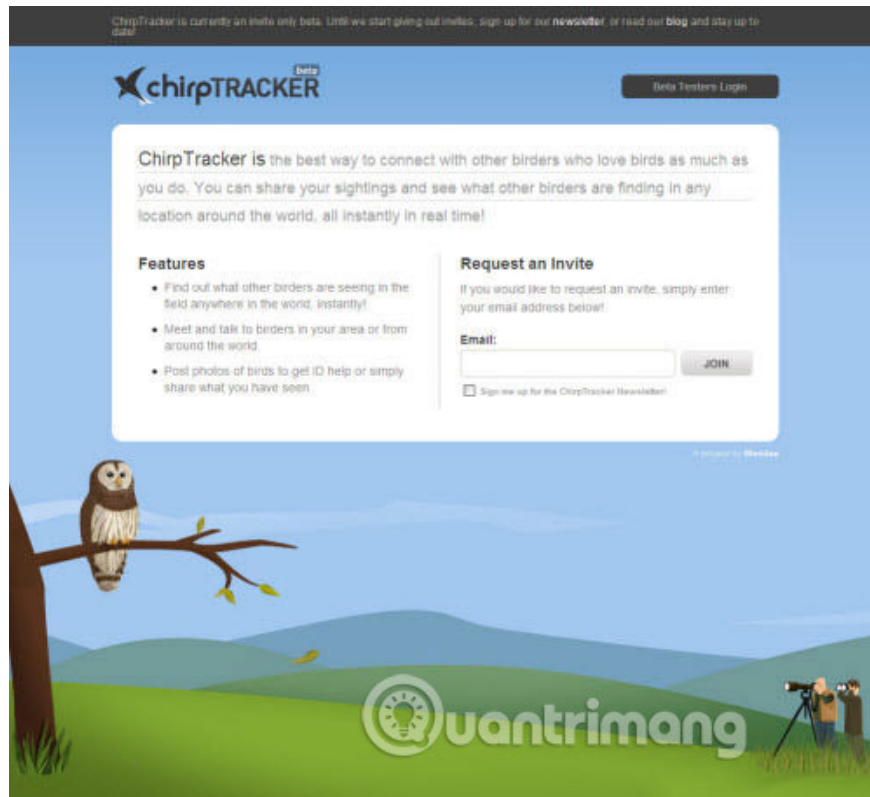 ChirpTracker is currently an invite only beta. Until we start giving out invites, sign up for our newsletter, or read our blog and stay up to
date!
beta
chirpTRACKER
Beta Testers Login
ChirpTracker is the best way to connect with other birders who love birds as much as
you do. You can share your sightings and see what other birders are finding in any
location around the world, all instantly in real time!
Features
• Find out what other birders are seeing in the
field anywhere in the world, instantly!
• Meet and talk to birders in your area or from
around the world.
• Post photos of birds to get ID help or simply
share what you have seen.
Request an Invite
If you would like to request an invite, simply enter
your email address below!
Email:
JOIN
Sign me up for the ChirpTracker Newsletter!
A project by
Quantrimang